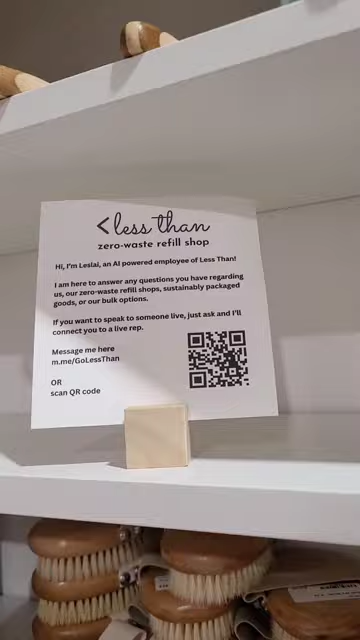 <less than
zero-waste refill shop
Hi, I'm Leslai, an AI powered employee of Less Than!
I am here to answer any questions you have regarding
us, our zero-waste refill shops, sustainably packaged
goods, or our bulk options.
If you want to speak to someone live, just ask and I'll
connect you to a live rep.
Message me here
m.me/GoLessThan
OR
scan QR code